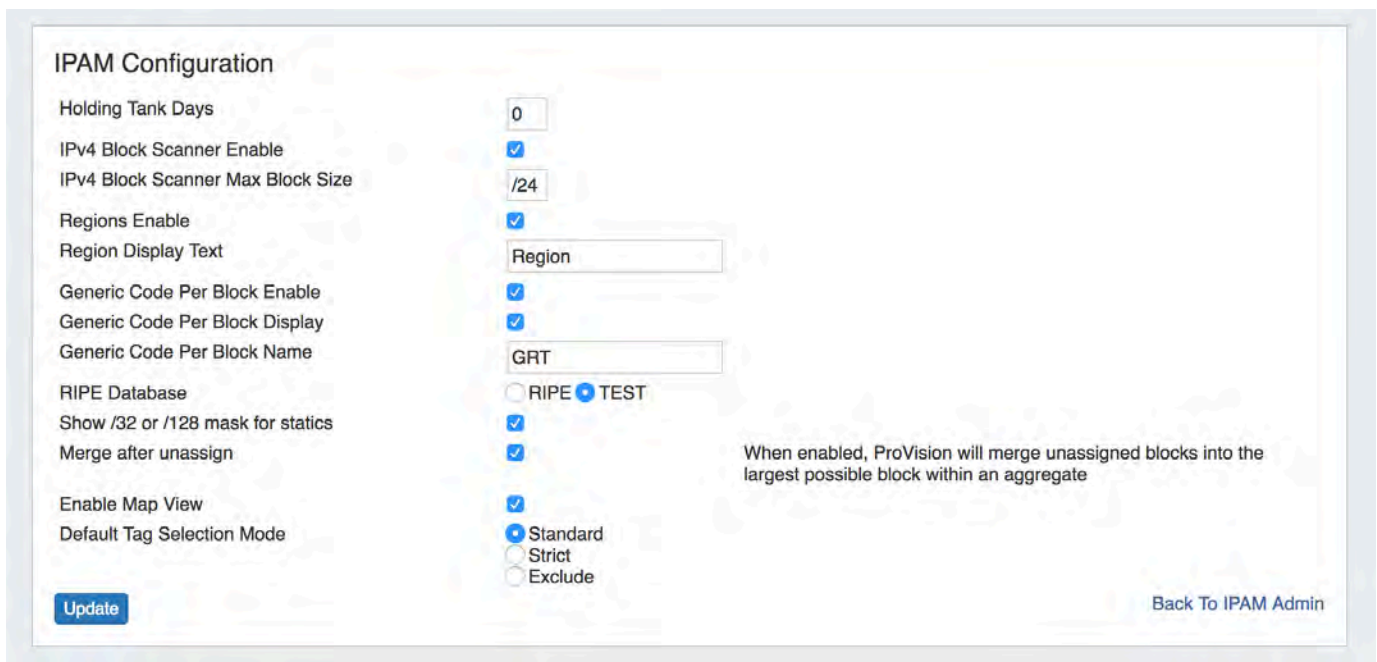 IPAM Configuration
Holding Tank Days 0
IPv4 Block Scanner Enable
IPv4 Block Scanner Max Block Size /24
Regions Enable
Region Display Text Region
Generic Code Per Block Enable
Generic Code Per Block Display
Generic Code Per Block Name GRT
RIPE Database RIPE TEST
Show /32 or /128 mask for statics
Merge after unassign When enabled, ProVision will merge unassigned blocks into the
largest possible block within an aggregate
Enable Map View
Default Tag Selection Mode Standard
Strict
Exclude
Update Back To IPAM Admin